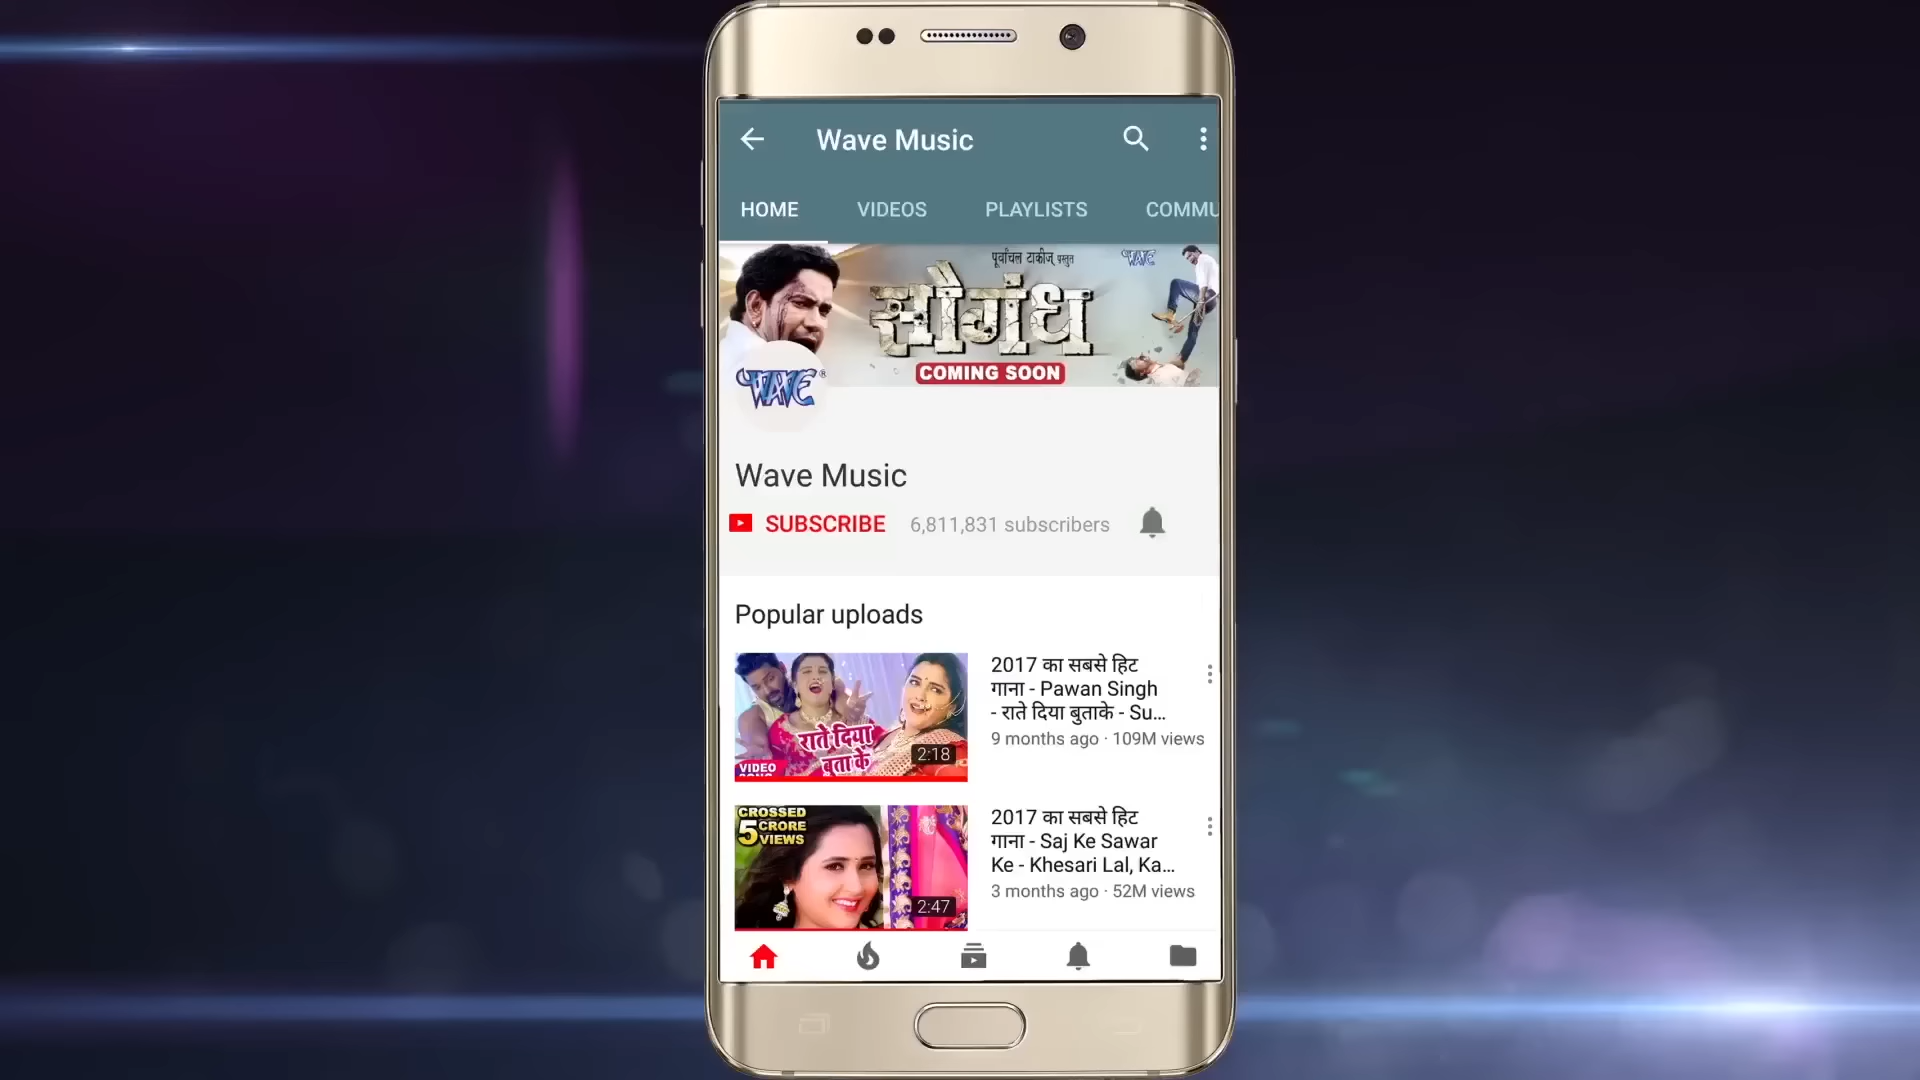 Wave Music
HOME VIDEOS PLAYLISTS COMMU
पूर्वांचल टाकीज् प्रस्तुत
WAVE
सौगंध
COMING SOON
WAVE®
Wave Music
SUBSCRIBE 6,811,831 subscribers
Popular uploads
राते दिया
बुता के
VIDEO
SONG
2:18
2017 का सबसे हिट
गाना - Pawan Singh
- राते दिया बुताके - Su...
9 months ago · 109M views
CROSSED
5 CRORE
VIEWS
2:47
2017 का सबसे हिट
गाना - Saj Ke Sawar
Ke - Khesari Lal, Ka...
3 months ago · 52M views